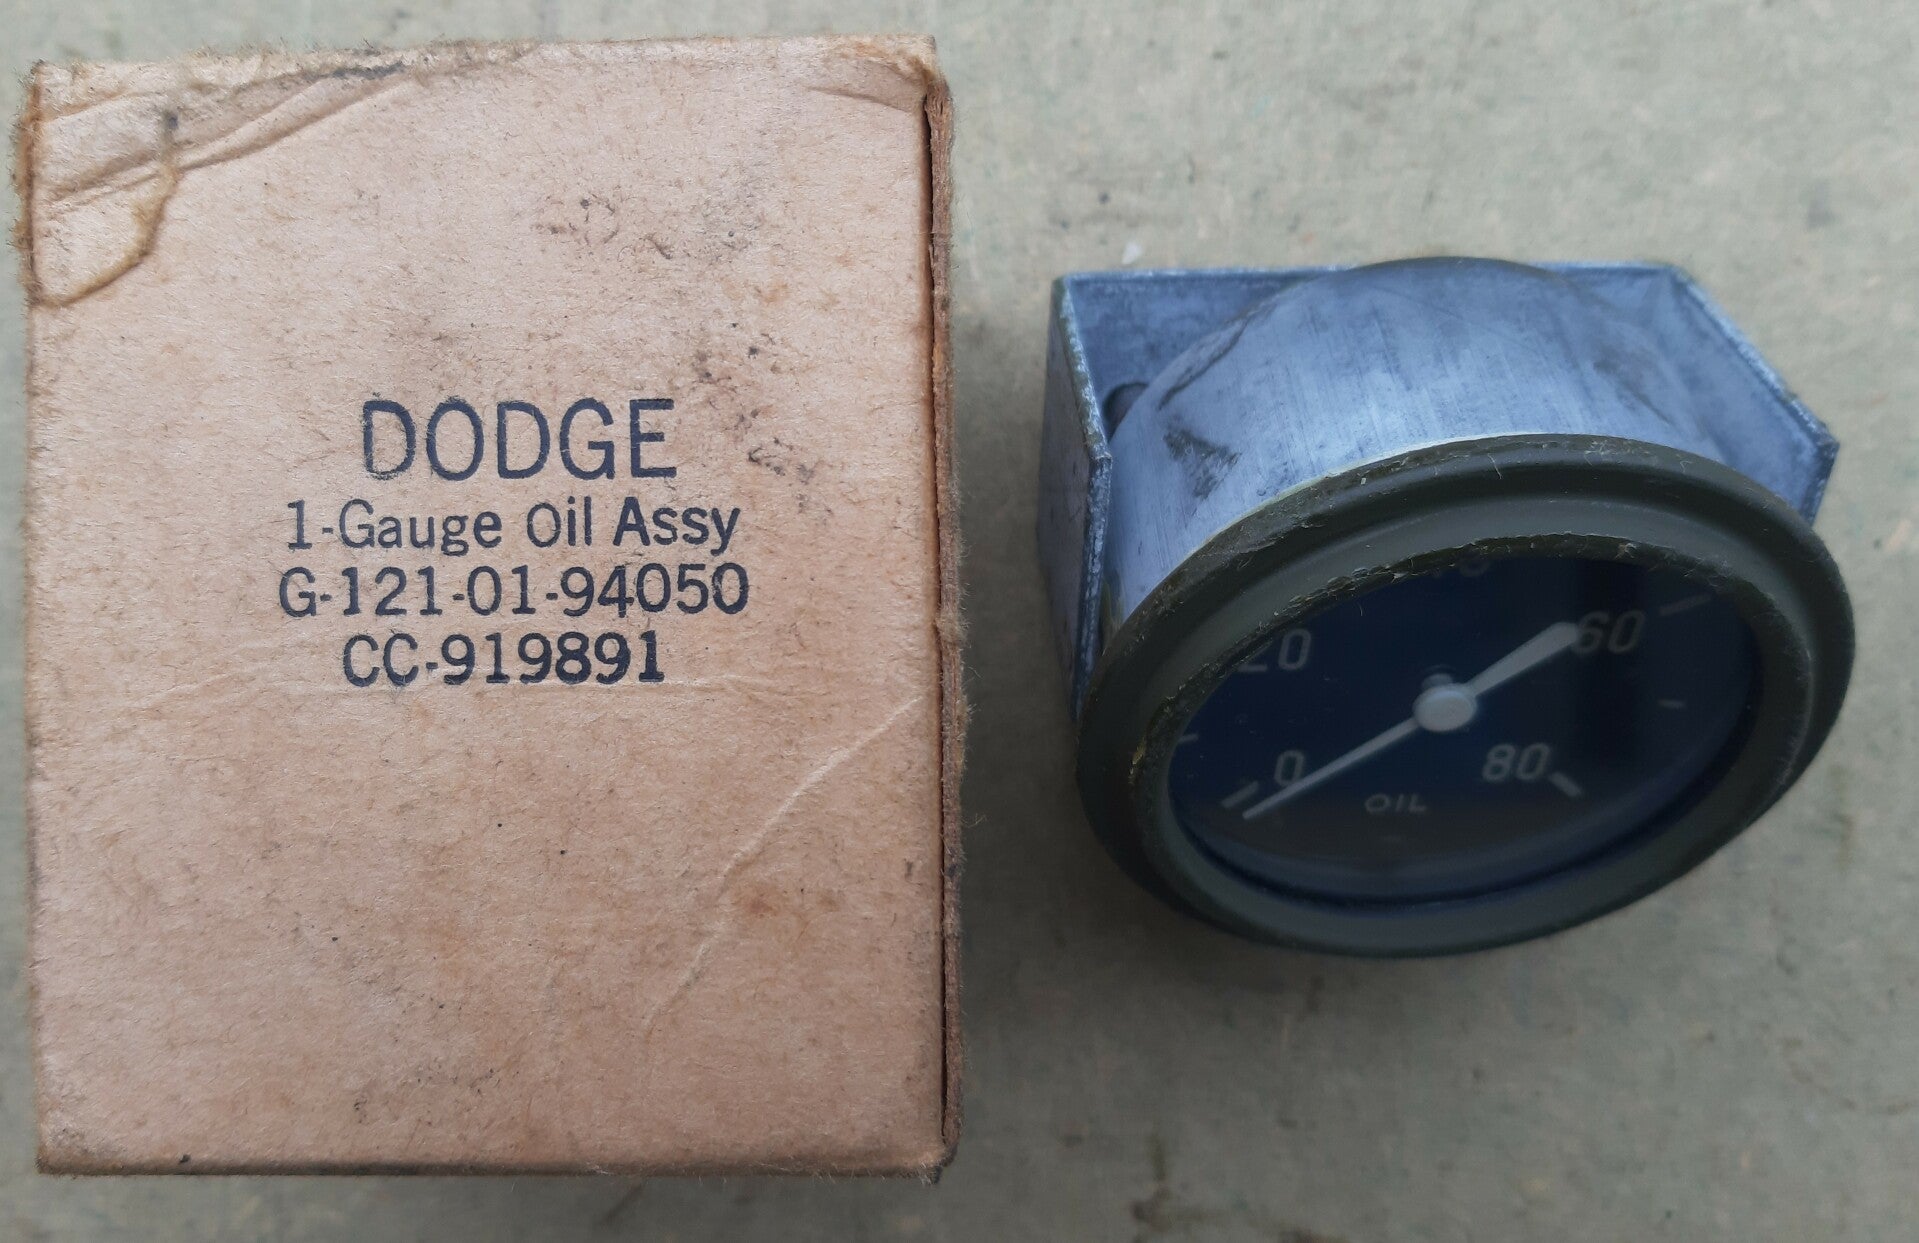 DODGE
1-Gauge Oil Assy
G-121-01-94050
CC-919891
20
60
0
80
OIL